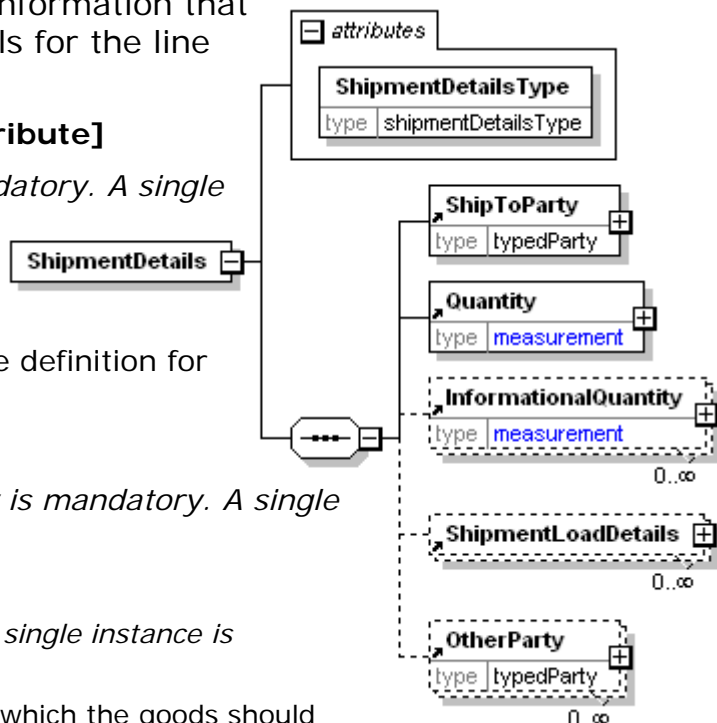 nformation that
ls for the line
ribute]
datory. A single
e definition for
is mandatory. A single
single instance is
which the goods should
attributes
ShipmentDetailsType
type shipmentDetailsType
ShipmentDetails
ShipToParty
type typedParty
Quantity
type measurement
InformationalQuantity
type measurement
0..∞
ShipmentLoadDetails
0..∞
OtherParty
type typedParty
0..∞